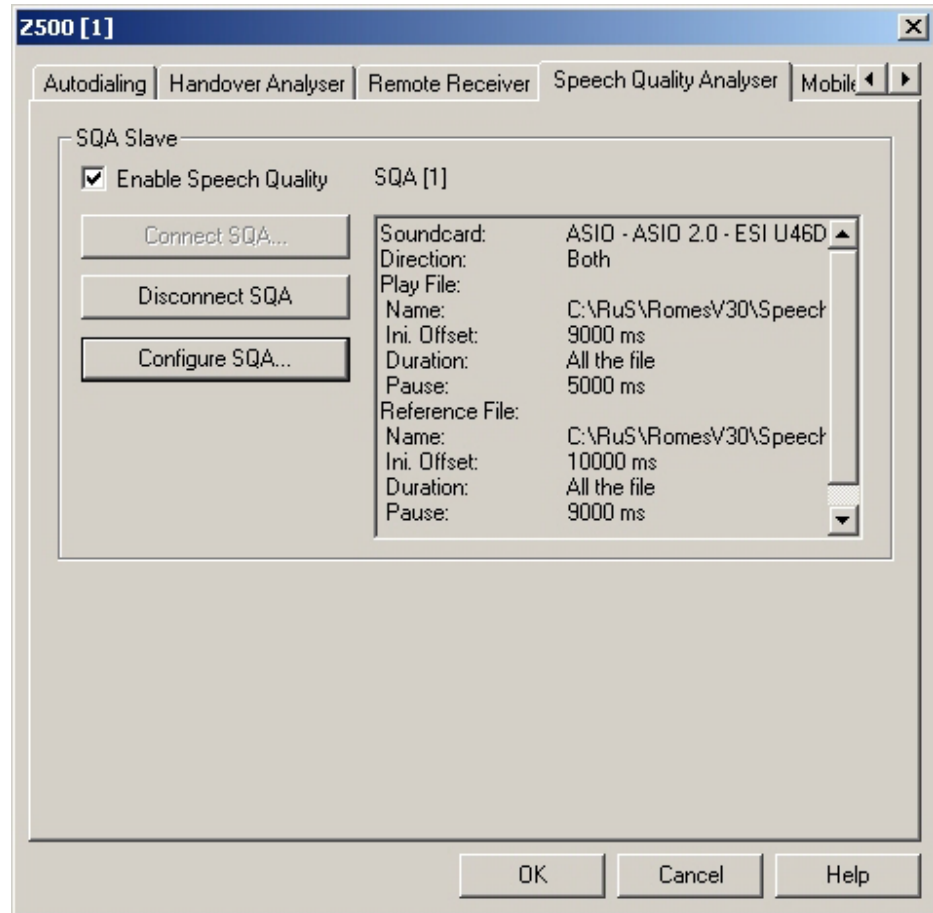 Z500 [1]
Autodialing Handover Analyser Remote Receiver Speech Quality Analyser Mobile
SQA Slave
Enable Speech Quality SQA [1]
Connect SQA...
Disconnect SQA
Configure SQA...
Soundcard: ASIO - ASIO 2.0 - ESI U46D
Direction: Both
Play File:
Name: C:\RuS\RomesV30\Speech
Ini. Offset: 9000 ms
Duration: All the file
Pause: 5000 ms
Reference File:
Name: C:\RuS\RomesV30\Speech
Ini. Offset: 10000 ms
Duration: All the file
Pause: 9000 ms
OK Cancel Help